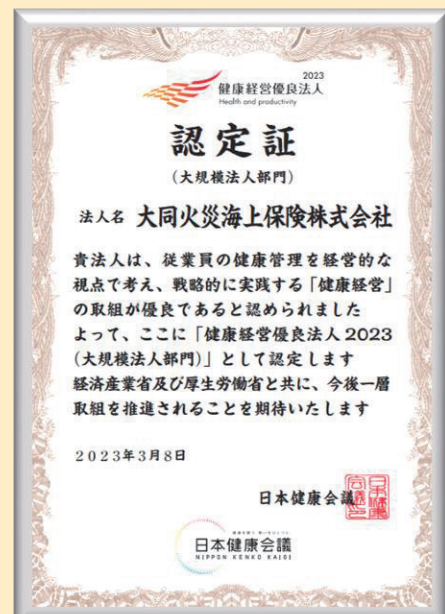 2023
健康経営優良法人
Health and productivity
認定証
(大規模法人部門)
法人名 大同火災海上保険株式会社
貴法人は、従業員の健康管理を経営的な
視点で考え、戦略的に実践する「健康経営」
の取組が優良であると認められました
よって、ここに「健康経営優良法人2023
(大規模法人部門)」として認定します
経済産業省及び厚生労働省と共に、今後一層
取組を推進されることを期待いたします
2023年3月8日
日本健康会議
日本健康会議
NIPPON KENKO KAIGI